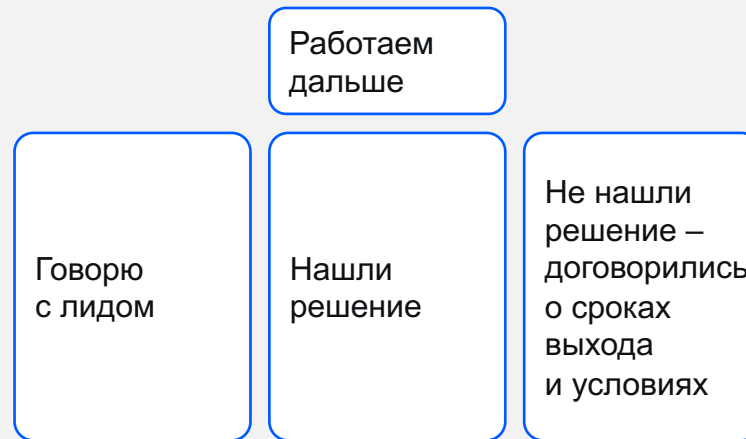 Работаем
дальше
Говорю
с лидом
Нашли
решение
Не нашли
решение –
договорились
о сроках
выхода
и условиях